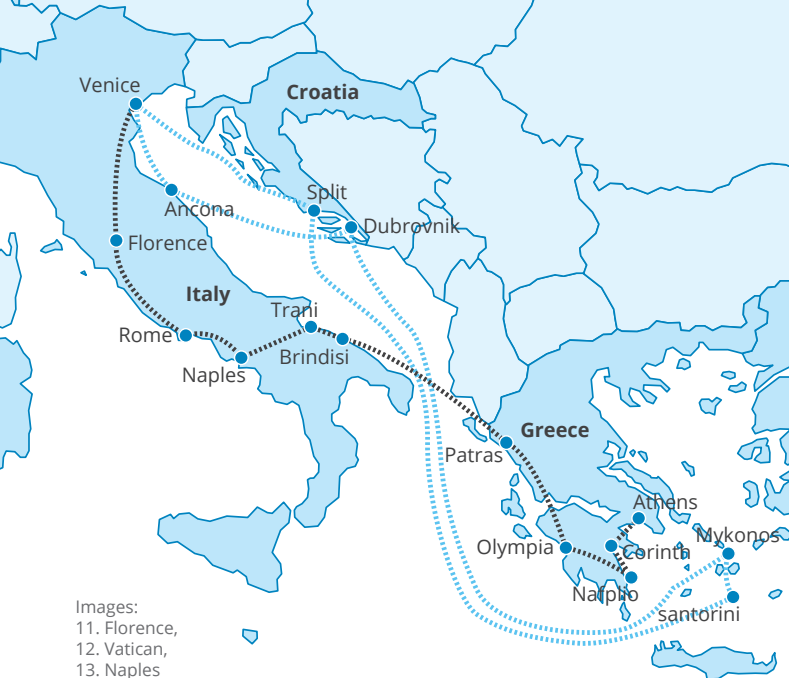 Venice
Croatia
Split
Ancona
Dubrovnik
Florence
Italy
Trani
Rome
Brindisi
Naples
Greece
Patras
Athens
Mykonos
Olympia
Corinth
Nafplio
santorini
Images:
11. Florence,
12. Vatican,
13. Naples